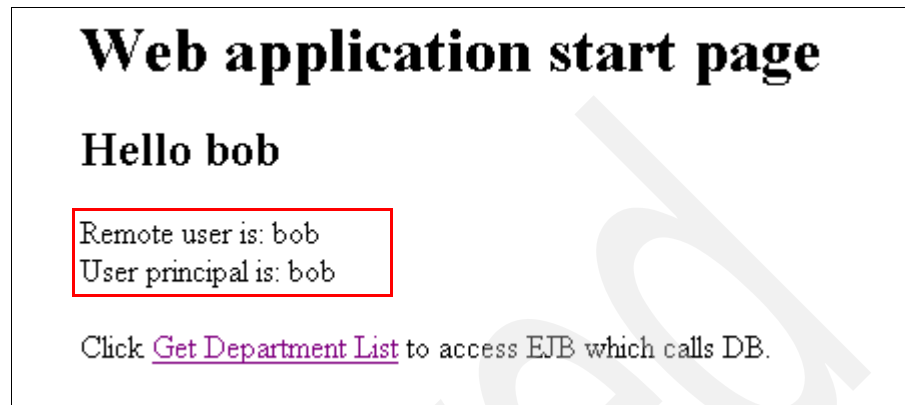 Web application start page
Hello bob
Remote user is: bob
User principal is: bob
Click Get Department List to access EJB which calls DB.